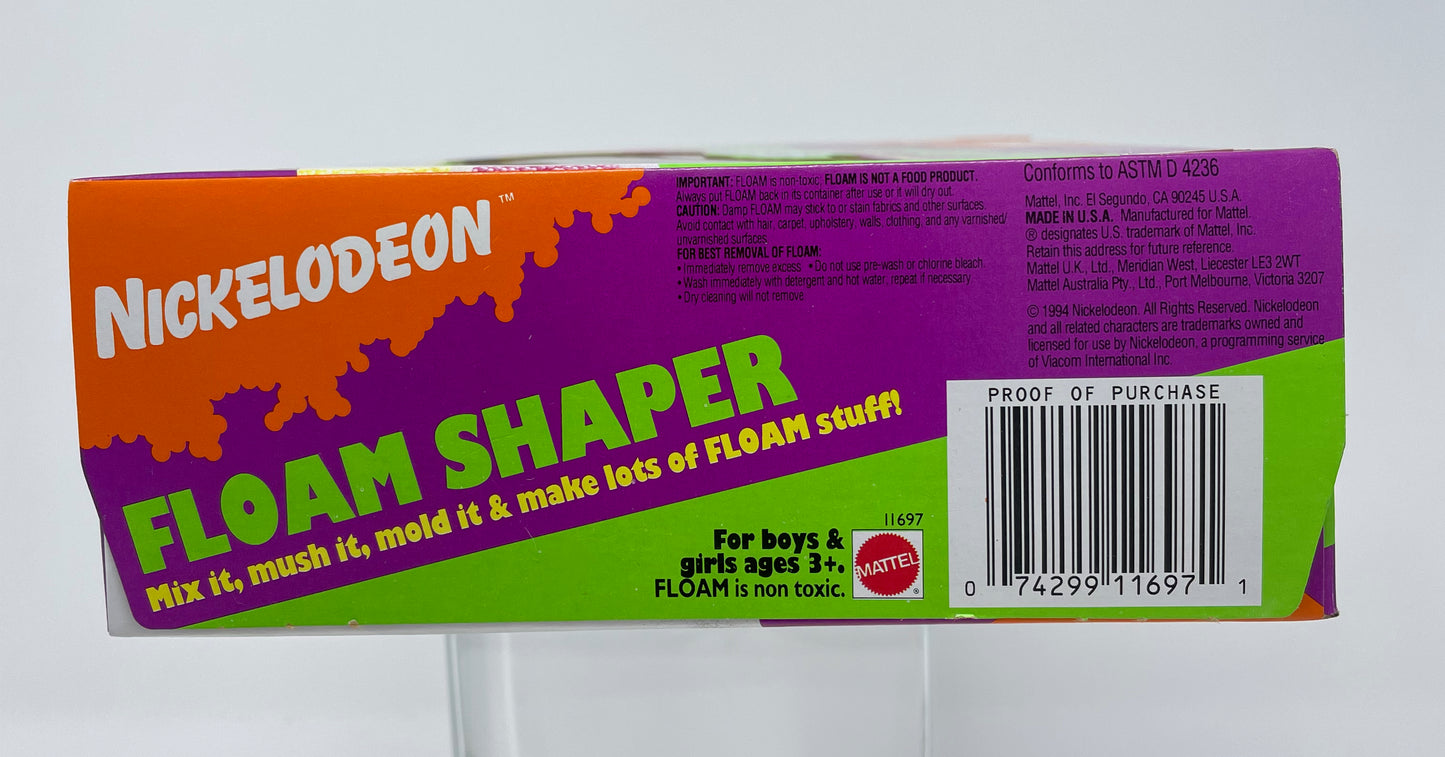 NICKELODEON™
FLOAM SHAPER
Mix it, mush it, mold it & make lots of FLOAM stuff!
IMPORTANT: FLOAM is non-toxic. FLOAM IS NOT A FOOD PRODUCT.
Always put FLOAM back in its container after use or it will dry out.
CAUTION: Damp FLOAM may stick to or stain fabrics and other surfaces.
Avoid contact with hair, carpet, upholstery, walls, clothing, and any varnished/
unvarnished surfaces.
FOR BEST REMOVAL OF FLOAM:
• Immediately remove excess. • Do not use pre-wash or chlorine bleach.
• Wash immediately with detergent and hot water; repeat if necessary.
• Dry cleaning will not remove.
Conforms to ASTM D 4236
Mattel, Inc. El Segundo, CA 90245 U.S.A.
MADE IN U.S.A. Manufactured for Mattel.
® designates U.S. trademark of Mattel, Inc.
Retain this address for future reference.
Mattel U.K., Ltd., Meridian West, Liecester LE3 2WT
Mattel Australia Pty., Ltd., Port Melbourne, Victoria 3207
© 1994 Nickelodeon. All Rights Reserved. Nickelodeon
and all related characters are trademarks owned and
licensed for use by Nickelodeon, a programming service
of Viacom International Inc.
11697
For boys &
girls ages 3+.
FLOAM is non toxic.
MATTEL®
PROOF OF PURCHASE
0 74299 11697 1